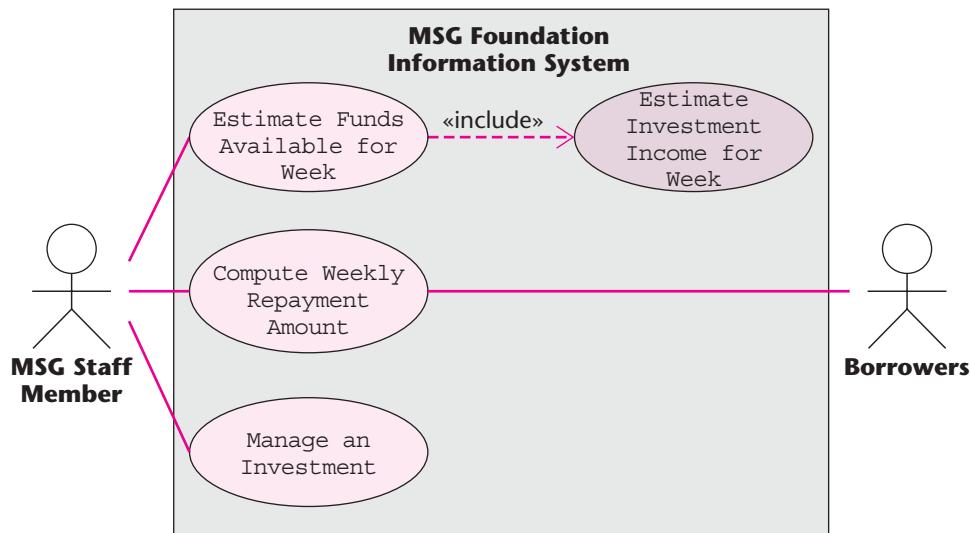 MSG Foundation
Information System
Estimate Funds
Available for
Week
«include»
Estimate
Investment
Income for
Week
Compute Weekly
Repayment
Amount
MSG Staff
Member
Borrowers
Manage an
Investment